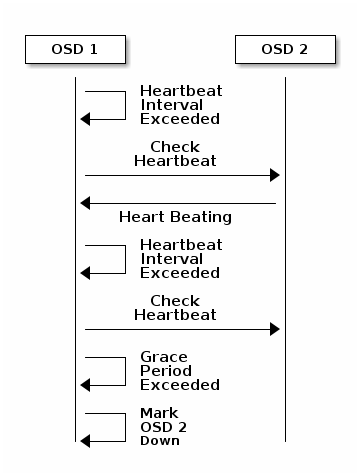 OSD 1
OSD 2
Heartbeat
Interval
Exceeded
Check
Heartbeat
Heart Beating
Heartbeat
Interval
Exceeded
Check
Heartbeat
Grace
Period
Exceeded
Mark
OSD 2
Down